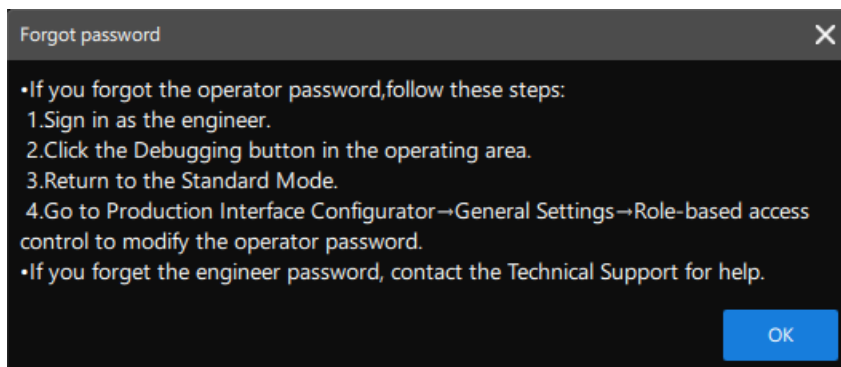 Forgot password
•If you forgot the operator password,follow these steps:
1.Sign in as the engineer.
2.Click the Debugging button in the operating area.
3.Return to the Standard Mode.
4.Go to Production Interface Configurator→General Settings→Role-based access
control to modify the operator password.
•If you forget the engineer password, contact the Technical Support for help.
OK